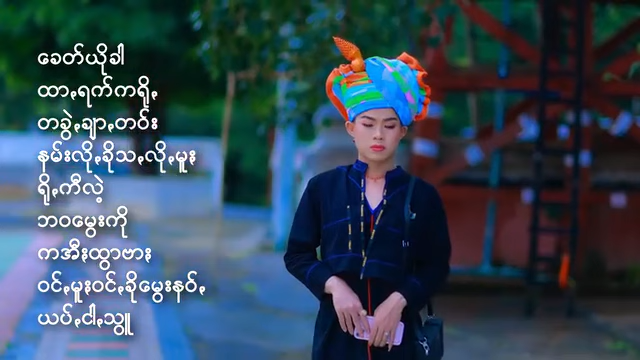 ခေတ်ယိုခါ
ထာႇရက်ကရိုႇ
တခွဲႇချာႇတင်း
နမ်းလိုႇခိုသႇလိုႇမူႏ
ရိုႇကီလဲ့
ဘဝမွေးကို
ကအီႏထွာဗာႏ
ဝင်ႇမူႏဝင်ႇခိုမွေးနဝ်ႇ
ယပ်ႇငါႇသွူ